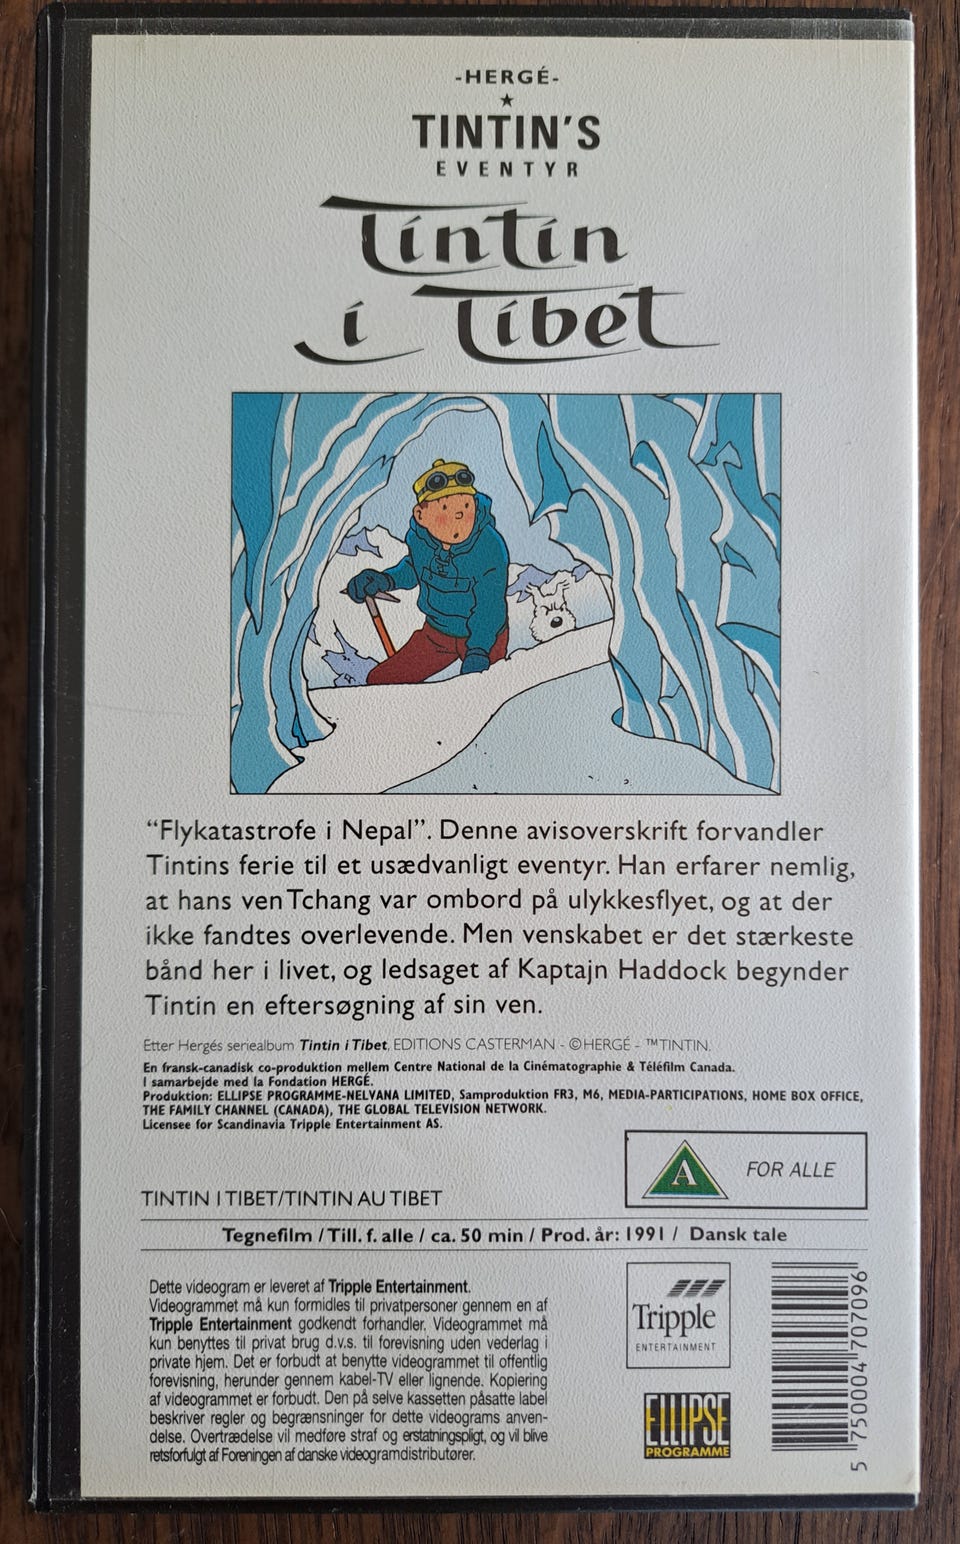 -HERGÉ-
TINTIN'S
EVENTYR
Tintin
i Tibet
“Flykatastrofe i Nepal”. Denne avisoverskrift forvandler
Tintins ferie til et usædvanligt eventyr. Han erfarer nemlig,
at hans ven Tchang var ombord på ulykkesflyet, og at der
ikke fandtes overlevende. Men venskabet er det stærkeste
bånd her i livet, og ledsaget af Kaptajn Haddock begynder
Tintin en eftersøgning af sin ven.
Etter Hergés seriealbum Tintin i Tibet, EDITIONS CASTERMAN - ©HERGÉ - ™TINTIN.
En fransk-canadisk co-produktion mellem Centre National de la Cinématographie & Téléfilm Canada.
I samarbejde med la Fondation HERGÉ.
Produktion: ELLIPSE PROGRAMME-NELVANA LIMITED, Samproduktion FR3, M6, MEDIA-PARTICIPATIONS, HOME BOX OFFICE,
THE FAMILY CHANNEL (CANADA), THE GLOBAL TELEVISION NETWORK.
Licensee for Scandinavia Tripple Entertainment AS.
A FOR ALLE
TINTIN I TIBET/TINTIN AU TIBET
Tegnefilm / Till. f. alle / ca. 50 min / Prod. år: 1991 / Dansk tale
Dette videogram er leveret af Tripple Entertainment.
Videogrammet må kun formidles til privatpersoner gennem en af
Tripple Entertainment godkendt forhandler. Videogrammet må
kun benyttes til privat brug d.v.s. til forevisning uden vederlag i
private hjem. Det er forbudt at benytte videogrammet til offentlig
forevisning, herunder gennem kabel-TV eller lignende. Kopiering
af videogrammet er forbudt. Den på selve kassetten påsatte label
beskriver regler og begrænsninger for dette videograms anven-
delse. Overtrædelse vil medføre straf og erstatningspligt, og vil blive
retsforfulgt af Foreningen af danske videogramdistributører.
Tripple
ENTERTAINMENT
ELLIPSE
PROGRAMME
5 750004 707096